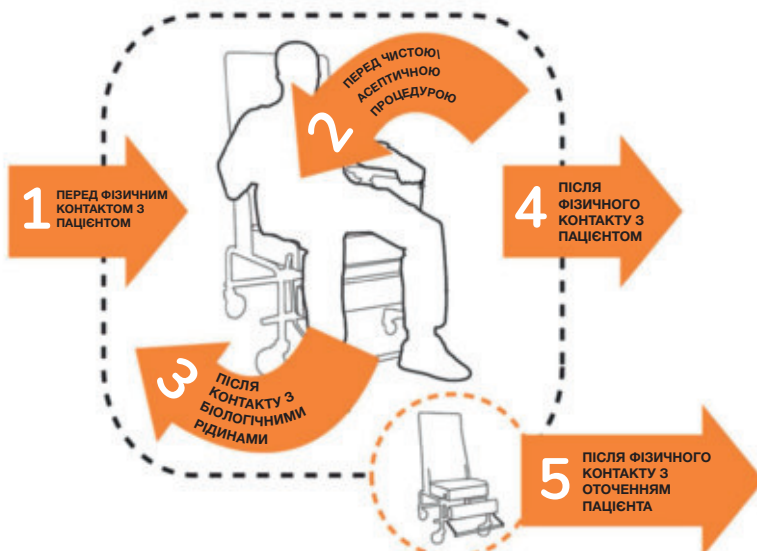 1
ПЕРЕД ФІЗИЧНИМ
КОНТАКТОМ З
ПАЦІЄНТОМ
2
ПЕРЕД ЧИСТОЮ\
АСЕПТИЧНОЮ
ПРОЦЕДУРОЮ
3
ПІСЛЯ
КОНТАКТУ З
БІОЛОГІЧНИМИ
РІДИНАМИ
4
ПІСЛЯ
ФІЗИЧНОГО
КОНТАКТУ З
ПАЦІЄНТОМ
5
ПІСЛЯ ФІЗИЧНОГО
КОНТАКТУ З
ОТОЧЕННЯМ
ПАЦІЄНТА